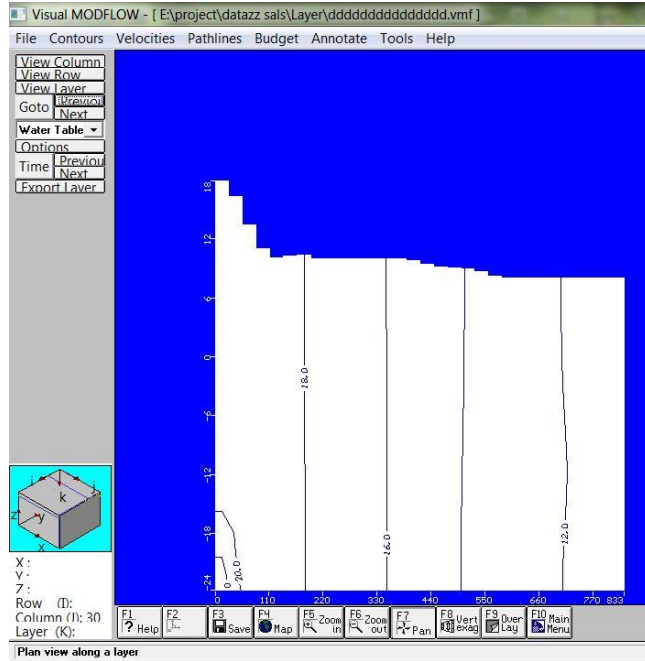 Visual MODFLOW - [ E:\project\datazz sals\Layer\dddddddddddddddd.vmf ]
File Contours Velocities Pathlines Budget Annotate Tools Help
View Column
View Row
View Layer
Goto Previou
Next
Water Table
Options
Time Previou
Next
Export Layer
18
12
6
0
-6
-12
-18
-24
18.0
16.0
12.0
20.0
0
0 110 220 330 440 550 660 770 833
k
j
z
y
x
X :
Y :
Z :
Row (I):
Column (J): 30
Layer (K):
F1 ? Help
F2
F3 Save
F4 Map
F5 Zoom in
F6 Zoom out
F7 Pan
F8 Vert exag
F9 Over Lay
F10 Main Menu
Plan view along a layer